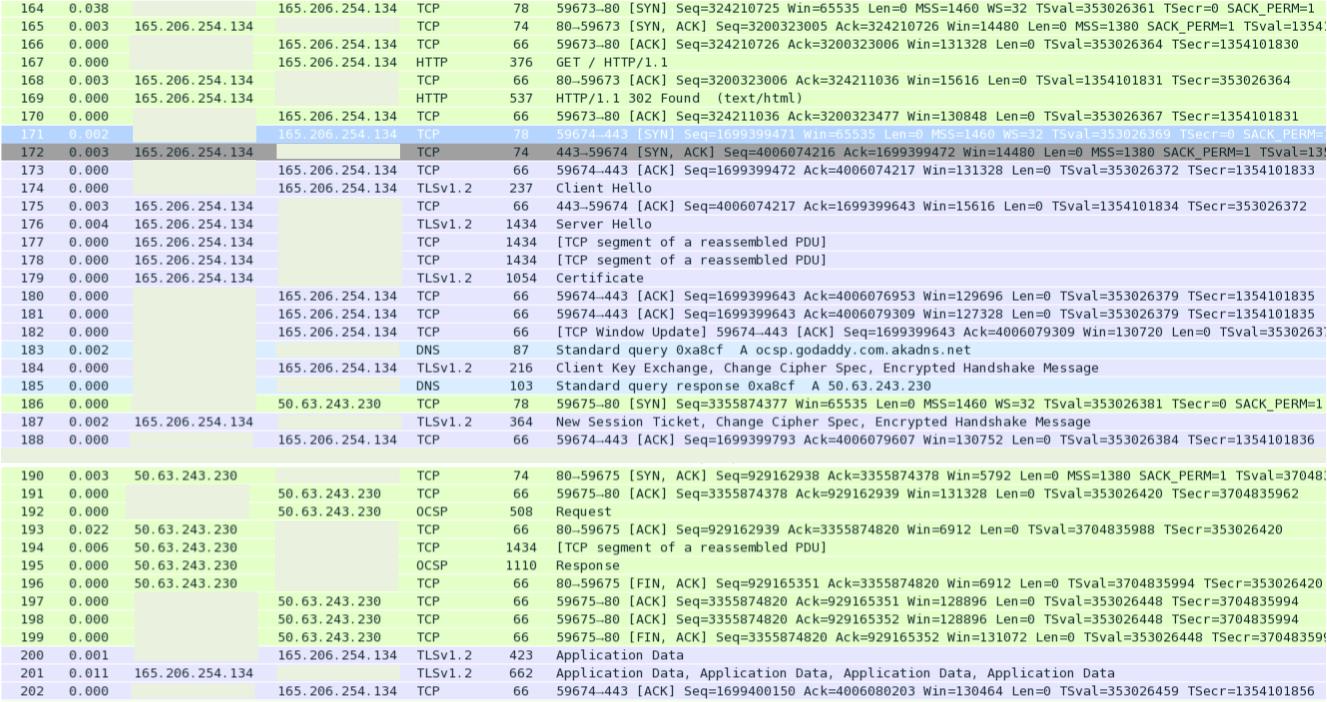 164 0.038 165.206.254.134 TCP 78 59673→80 [SYN] Seq=324210725 Win=65535 Len=0 MSS=1460 WS=32 TSval=353026361 TSecr=0 SACK_PERM=1
165 0.003 165.206.254.134 TCP 74 80→59673 [SYN, ACK] Seq=3200323005 Ack=324210726 Win=14480 Len=0 MSS=1380 SACK_PERM=1 TSval=1354
166 0.000 165.206.254.134 TCP 66 59673→80 [ACK] Seq=324210726 Ack=3200323006 Win=131328 Len=0 TSval=353026364 TSecr=1354101830
167 0.000 165.206.254.134 HTTP 376 GET / HTTP/1.1
168 0.003 165.206.254.134 TCP 66 80→59673 [ACK] Seq=3200323006 Ack=324211036 Win=15616 Len=0 TSval=1354101831 TSecr=353026364
169 0.000 165.206.254.134 HTTP 537 HTTP/1.1 302 Found (text/html)
170 0.000 165.206.254.134 TCP 66 59673→80 [ACK] Seq=324211036 Ack=3200323477 Win=130848 Len=0 TSval=353026367 TSecr=1354101831
171 0.002 165.206.254.134 TCP 78 59674→443 [SYN] Seq=1699399471 Win=65535 Len=0 MSS=1460 WS=32 TSval=353026369 TSecr=0 SACK_PERM=
172 0.003 165.206.254.134 TCP 74 443→59674 [SYN, ACK] Seq=4006074216 Ack=1699399472 Win=14480 Len=0 MSS=1380 SACK_PERM=1 TSval=135
173 0.000 165.206.254.134 TCP 66 59674→443 [ACK] Seq=1699399472 Ack=4006074217 Win=131328 Len=0 TSval=353026372 TSecr=1354101833
174 0.000 165.206.254.134 TLSv1.2 237 Client Hello
175 0.003 165.206.254.134 TCP 66 443→59674 [ACK] Seq=4006074217 Ack=1699399643 Win=15616 Len=0 TSval=1354101834 TSecr=353026372
176 0.004 165.206.254.134 TLSv1.2 1434 Server Hello
177 0.000 165.206.254.134 TCP 1434 [TCP segment of a reassembled PDU]
178 0.000 165.206.254.134 TCP 1434 [TCP segment of a reassembled PDU]
179 0.000 165.206.254.134 TLSv1.2 1054 Certificate
180 0.000 165.206.254.134 TCP 66 59674→443 [ACK] Seq=1699399643 Ack=4006076953 Win=129696 Len=0 TSval=353026379 TSecr=1354101835
181 0.000 165.206.254.134 TCP 66 59674→443 [ACK] Seq=1699399643 Ack=4006079309 Win=127328 Len=0 TSval=353026379 TSecr=1354101835
182 0.000 165.206.254.134 TCP 66 [TCP Window Update] 59674→443 [ACK] Seq=1699399643 Ack=4006079309 Win=130720 Len=0 TSval=35302637
183 0.002 DNS 87 Standard query 0xa8cf A ocsp.godaddy.com.akadns.net
184 0.000 165.206.254.134 TLSv1.2 216 Client Key Exchange, Change Cipher Spec, Encrypted Handshake Message
185 0.000 DNS 103 Standard query response 0xa8cf A 50.63.243.230
186 0.000 50.63.243.230 TCP 78 59675→80 [SYN] Seq=3355874377 Win=65535 Len=0 MSS=1460 WS=32 TSval=353026381 TSecr=0 SACK_PERM=1
187 0.002 165.206.254.134 TLSv1.2 364 New Session Ticket, Change Cipher Spec, Encrypted Handshake Message
188 0.000 165.206.254.134 TCP 66 59674→443 [ACK] Seq=1699399793 Ack=4006079607 Win=130752 Len=0 TSval=353026384 TSecr=1354101836
190 0.003 50.63.243.230 TCP 74 80→59675 [SYN, ACK] Seq=929162938 Ack=3355874378 Win=5792 Len=0 MSS=1380 SACK_PERM=1 TSval=37048
191 0.000 50.63.243.230 TCP 66 59675→80 [ACK] Seq=3355874378 Ack=929162939 Win=131328 Len=0 TSval=353026420 TSecr=3704835962
192 0.000 50.63.243.230 OCSP 508 Request
193 0.022 50.63.243.230 TCP 66 80→59675 [ACK] Seq=929162939 Ack=3355874820 Win=6912 Len=0 TSval=3704835988 TSecr=353026420
194 0.006 50.63.243.230 TCP 1434 [TCP segment of a reassembled PDU]
195 0.000 50.63.243.230 OCSP 1110 Response
196 0.000 50.63.243.230 TCP 66 80→59675 [FIN, ACK] Seq=929165351 Ack=3355874820 Win=6912 Len=0 TSval=3704835994 TSecr=353026420
197 0.000 50.63.243.230 TCP 66 59675→80 [ACK] Seq=3355874820 Ack=929165351 Win=128896 Len=0 TSval=353026448 TSecr=3704835994
198 0.000 50.63.243.230 TCP 66 59675→80 [ACK] Seq=3355874820 Ack=929165352 Win=128896 Len=0 TSval=353026448 TSecr=3704835994
199 0.000 50.63.243.230 TCP 66 59675→80 [FIN, ACK] Seq=3355874820 Ack=929165352 Win=131072 Len=0 TSval=353026448 TSecr=370483599
200 0.001 165.206.254.134 TLSv1.2 423 Application Data
201 0.011 165.206.254.134 TLSv1.2 662 Application Data, Application Data, Application Data, Application Data
202 0.000 165.206.254.134 TCP 66 59674→443 [ACK] Seq=1699400150 Ack=4006080203 Win=130464 Len=0 TSval=353026459 TSecr=1354101856